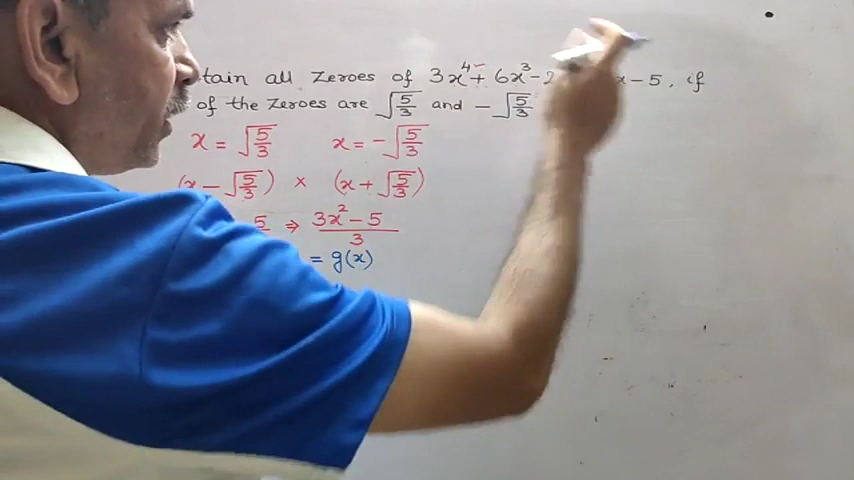 tain all zeroes of 3x⁴ + 6x³ - 2 x - 5, if
of the zeroes are √(5/3) and - √(5/3)
x = √(5/3) x = - √(5/3)
(x - √(5/3)) × (x + √(5/3))
5 ⇒ (3x² - 5)/3
= g(x)